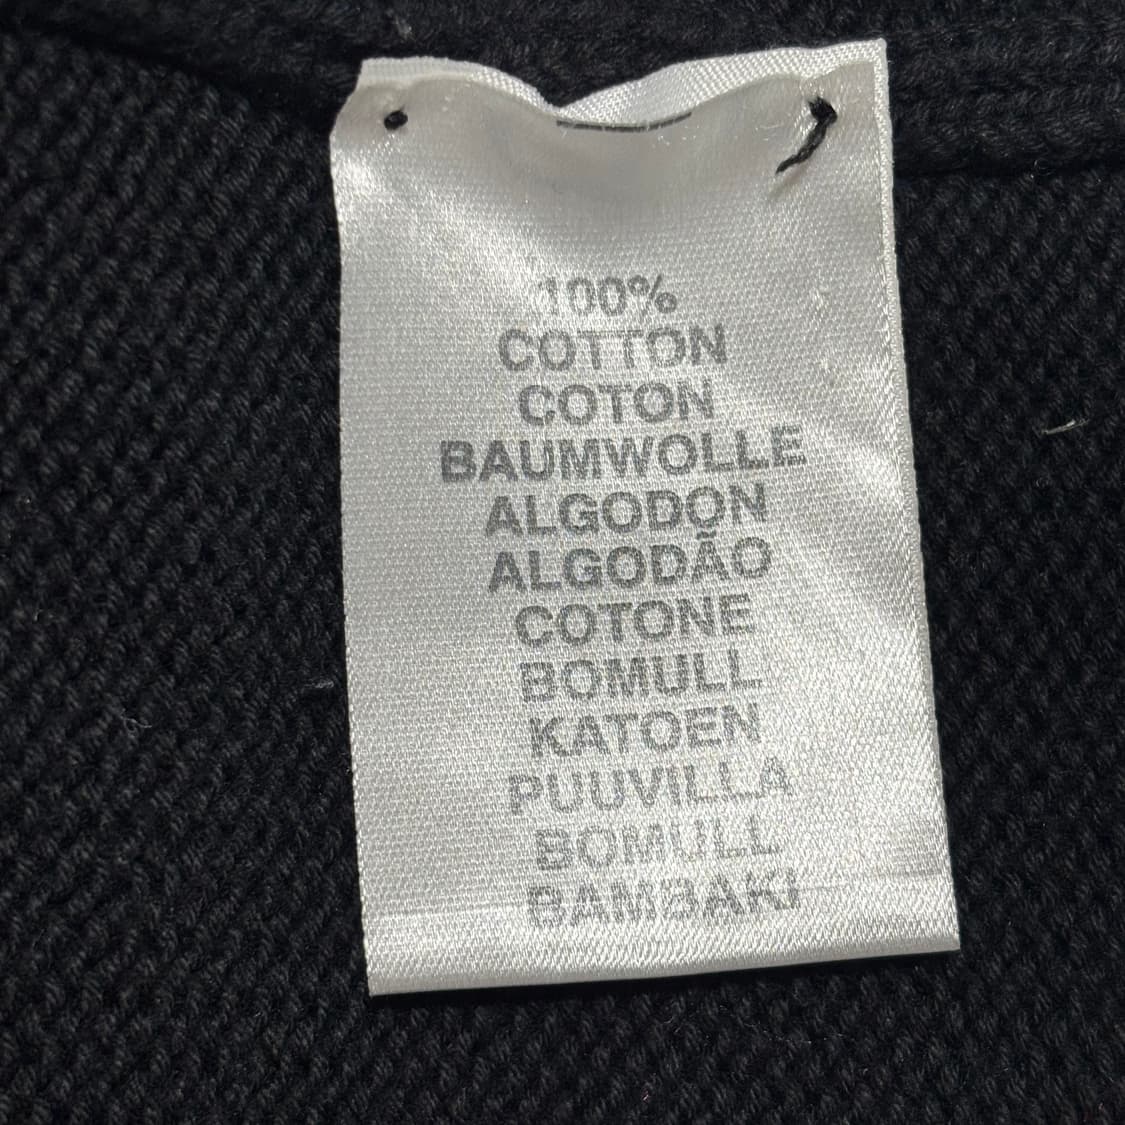 100%
COTTON
COTON
BAUMWOLLE
ALGODON
ALGODÃO
COTONE
BOMULL
KATOEN
PUUVILLA
BOMULL
BAMBAKI